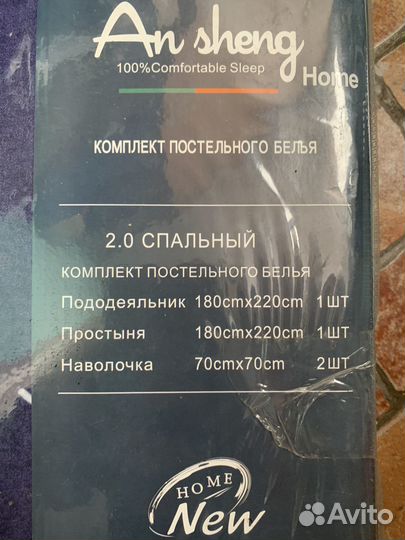 An sheng
Home
100%Comfortable Sleep
КОМПЛЕКТ ПОСТЕЛЬНОГО БЕЛЬЯ
2.0 СПАЛЬНЫЙ
КОМПЛЕКТ ПОСТЕЛЬНОГО БЕЛЬЯ
Пододеяльник 180cmx220cm 1ШТ
Простыня 180cmx220cm 1ШТ
Наволочка 70cmx70cm 2ШТ
HOME
New
Avito